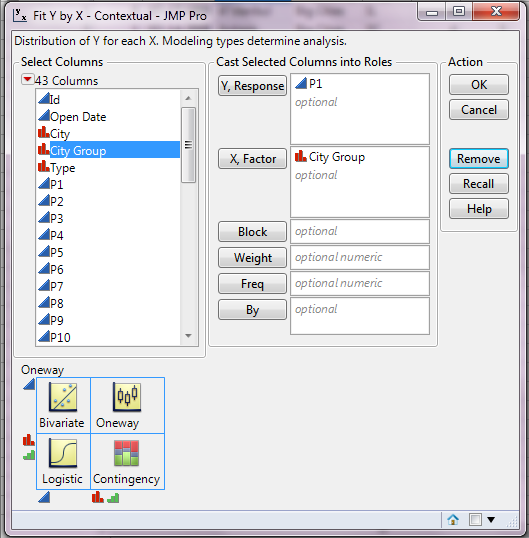 Fit Y by X - Contextual - JMP Pro
Distribution of Y for each X. Modeling types determine analysis.
Select Columns
43 Columns
Id
Open Date
City
City Group
Type
P1
P2
P3
P4
P5
P6
P7
P8
P9
P10
Cast Selected Columns into Roles
Y, Response
P1
optional
X, Factor
City Group
optional
Block
optional
Weight
optional numeric
Freq
optional numeric
By
optional
Action
OK
Cancel
Remove
Recall
Help
Oneway
Bivariate
Oneway
Logistic
Contingency